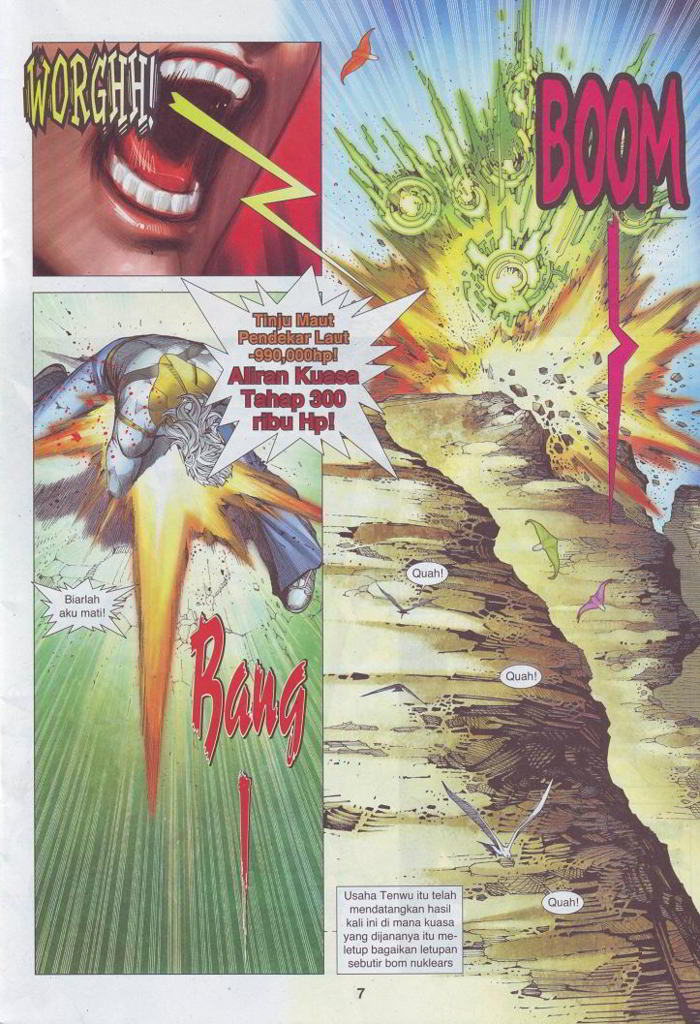 WORGHH!
BOOM
Tinju Maut
Pendekar Laut
-990,000hp!
Aliran Kuasa
Tahap 300
ribu Hp!
Biarlah
aku mati!
Bang
Quah!
Quah!
Quah!
Usaha Tenwu itu telah
mendatangkan hasil
kali ini di mana kuasa
yang dijananya itu me-
letup bagaikan letupan
sebutir bom nuklears
7